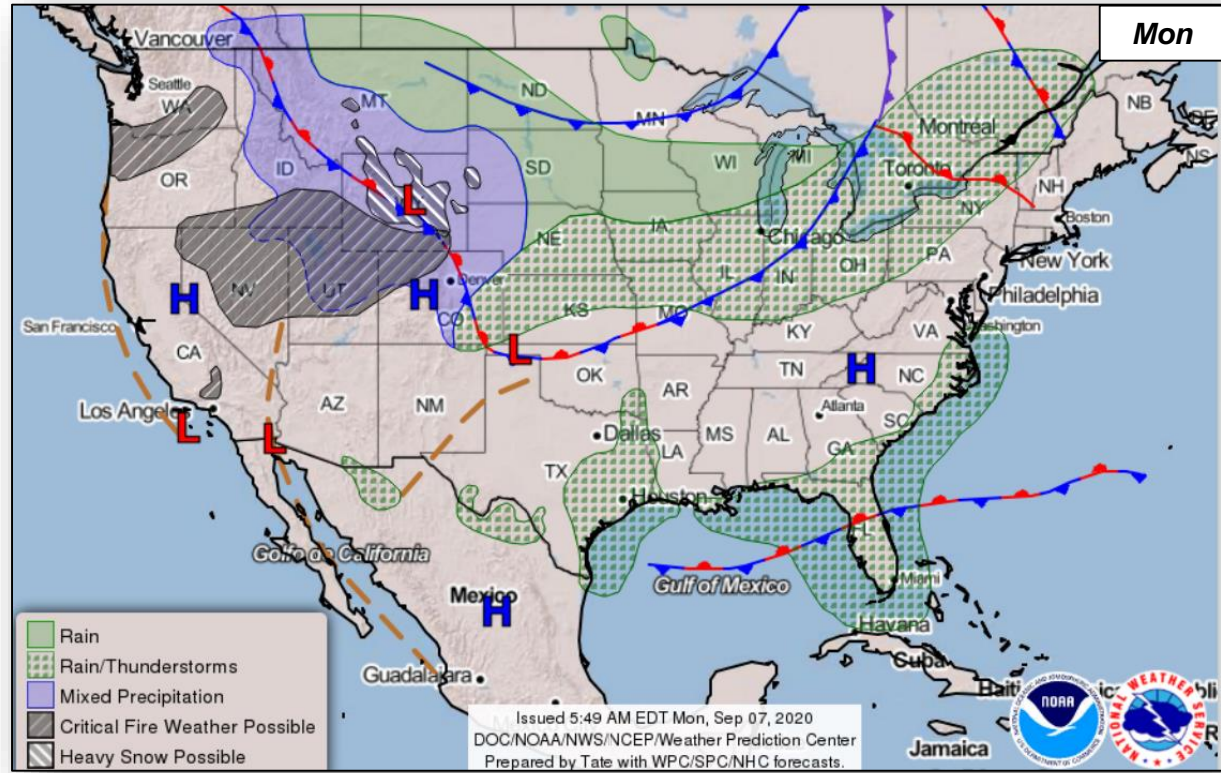 Mon
Vancouver
Seattle
WA
MT
ND
MN
Montreal
NB
NS
OR
ID
SD
WI
MI
Toronto
NH
Boston
NY
IA
NE
Chicago
New York
PA
Philadelphia
NV
UT
Denver
CO
KS
IL
IN
OH
MO
KY
VA
San Francisco
CA
H
H
L
L
H
TN
NC
Los Angeles
AZ
NM
OK
AR
Atlanta
SC
L
L
Dallas
MS
AL
GA
LA
TX
Houston
FL
Golfo de California
Gulf of Mexico
Miami
Mexico
H
Havana
Cuba
Guadalajara
Jamaica
Rain
Rain/Thunderstorms
Mixed Precipitation
Critical Fire Weather Possible
Heavy Snow Possible
Issued 5:49 AM EDT Mon, Sep 07, 2020
DOC/NOAA/NWS/NCEP/Weather Prediction Center
Prepared by Tate with WPC/SPC/NHC forecasts.
NOAA
NATIONAL WEATHER SERVICE